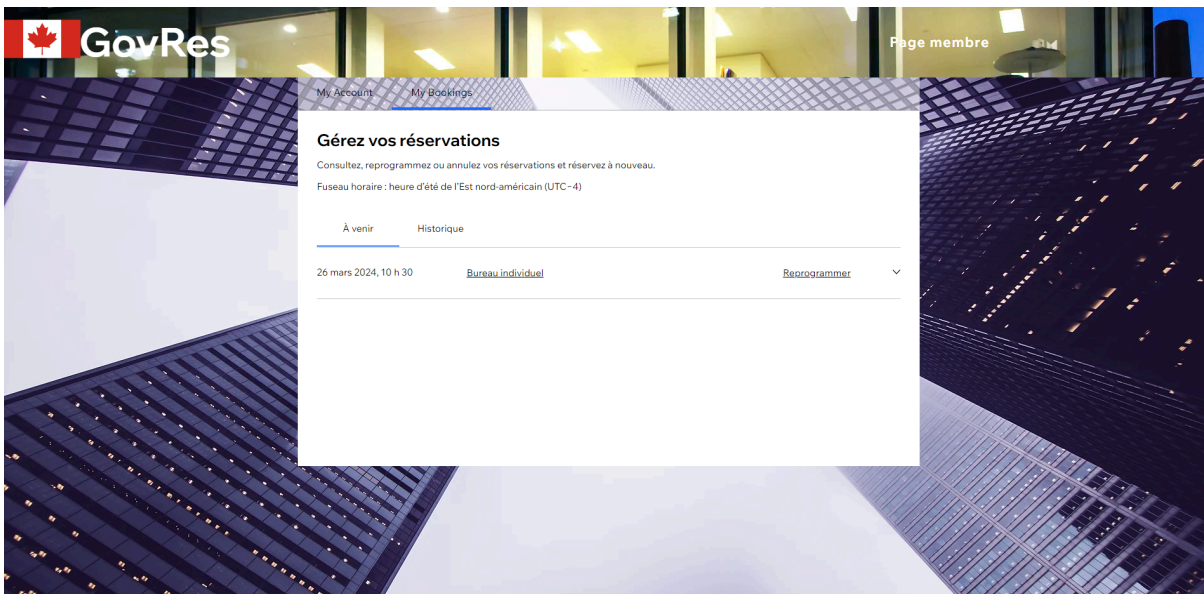 GovRes
Page membre
My Account My Bookings
Gérez vos réservations
Consultez, reprogrammez ou annulez vos réservations et réservez à nouveau.
Fuseau horaire : heure d'été de l'Est nord-américain (UTC−4)
À venir Historique
26 mars 2024, 10 h 30 Bureau individuel Reprogrammer